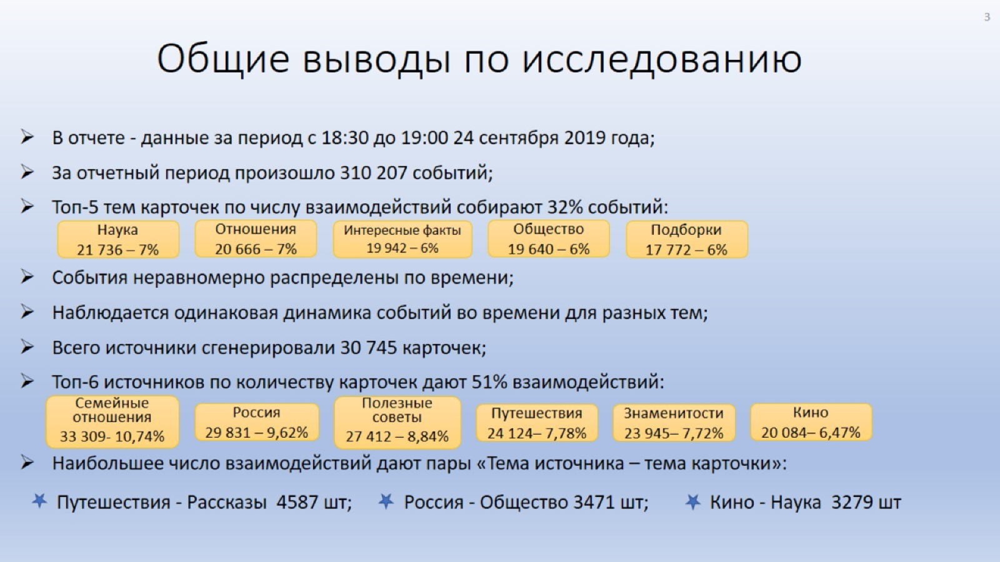 3
Общие выводы по исследованию
В отчете - данные за период с 18:30 до 19:00 24 сентября 2019 года;
За отчетный период произошло 310 207 событий;
Топ-5 тем карточек по числу взаимодействий собирают 32% событий:
Наука
21 736 – 7%
Отношения
20 666 – 7%
Интересные факты
19 942 – 6%
Общество
19 640 – 6%
Подборки
17 772 – 6%
События неравномерно распределены по времени;
Наблюдается одинаковая динамика событий во времени для разных тем;
Всего источники сгенерировали 30 745 карточек;
Топ-6 источников по количеству карточек дают 51% взаимодействий:
Семейные
отношения
33 309- 10,74%
Россия
29 831 – 9,62%
Полезные
советы
27 412 – 8,84%
Путешествия
24 124– 7,78%
Знаменитости
23 945– 7,72%
Кино
20 084– 6,47%
Наибольшее число взаимодействий дают пары «Тема источника – тема карточки»:
Путешествия - Рассказы 4587 шт;
Россия - Общество 3471 шт;
Кино - Наука 3279 шт